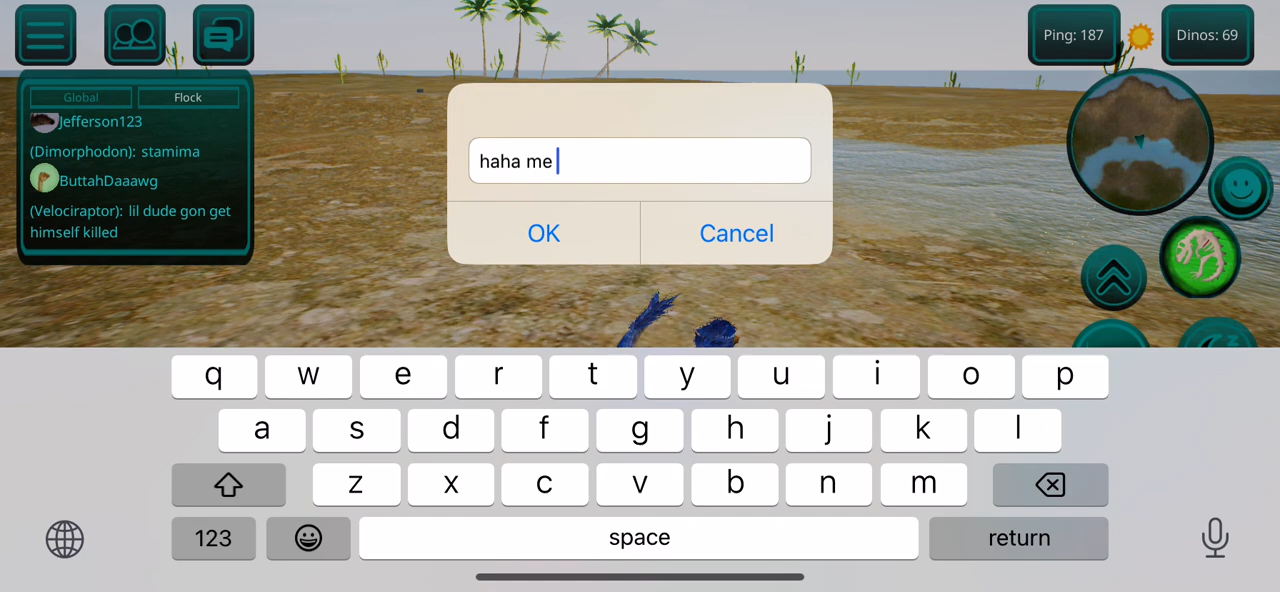 Ping: 187
Dinos: 69
Global
Flock
Jefferson123
(Dimorphodon): stamima
ButtahDaaawg
(Velociraptor): lil dude gon get
himself killed
haha me
OK
Cancel
q w e r t y u i o p
a s d f g h j k l
z x c v b n m
123
space
return